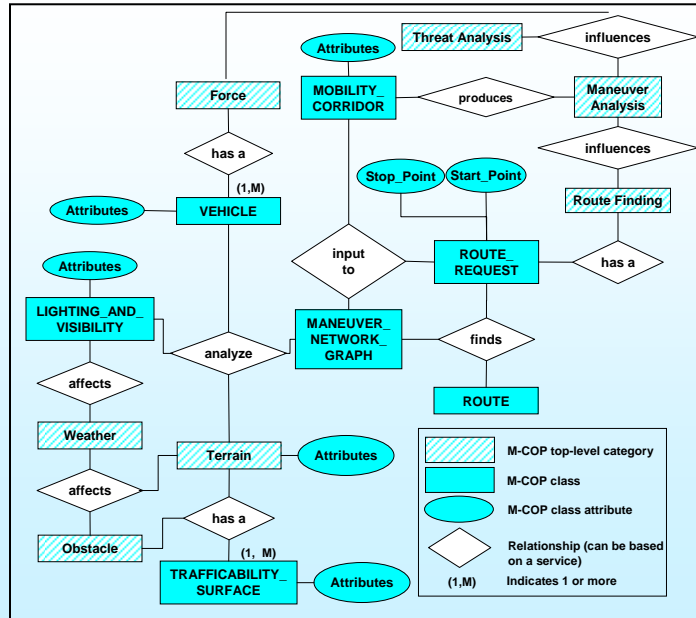 Threat Analysis
influences
Attributes
Force
MOBILITY_
CORRIDOR
produces
Maneuver
Analysis
has a
influences
(1,M)
Stop_Point
Start_Point
Attributes
VEHICLE
Route Finding
Attributes
input
to
ROUTE_
REQUEST
has a
LIGHTING_AND_
VISIBILITY
MANEUVER_
NETWORK_
GRAPH
analyze
finds
affects
ROUTE
Weather
Terrain
Attributes
affects
has a
Obstacle
(1, M)
TRAFFICABILITY_
SURFACE
Attributes
M-COP top-level category
M-COP class
M-COP class attribute
Relationship (can be based
on a service)
(1,M)
Indicates 1 or more